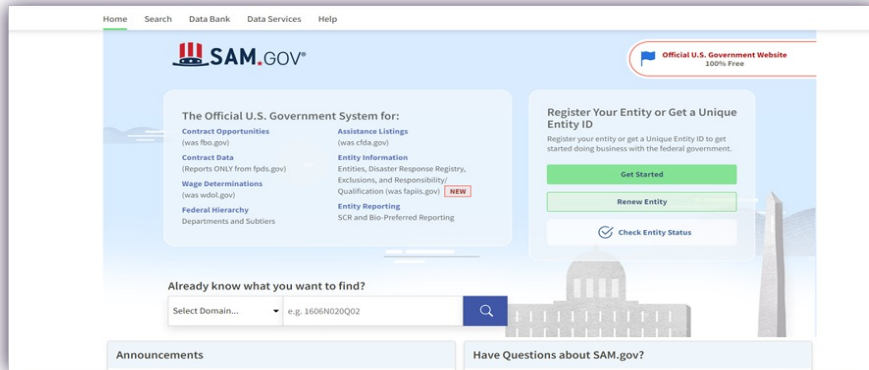 Home Search Data Bank Data Services Help
SAM.GOV®
Official U.S. Government Website
100% Free
The Official U.S. Government System for:
Contract Opportunities
(was fbo.gov)
Contract Data
(Reports ONLY from fpds.gov)
Wage Determinations
(was wdol.gov)
Federal Hierarchy
Departments and Subtiers
Assistance Listings
(was cfda.gov)
Entity Information
Entities, Disaster Response Registry,
Exclusions, and Responsibility/
Qualification (was fapiis.gov) NEW
Entity Reporting
SCR and Bio-Preferred Reporting
Register Your Entity or Get a Unique
Entity ID
Register your entity or get a Unique Entity ID to get
started doing business with the federal government.
Get Started
Renew Entity
Check Entity Status
Already know what you want to find?
Select Domain... e.g. 1606N020Q02
Announcements
Have Questions about SAM.gov?